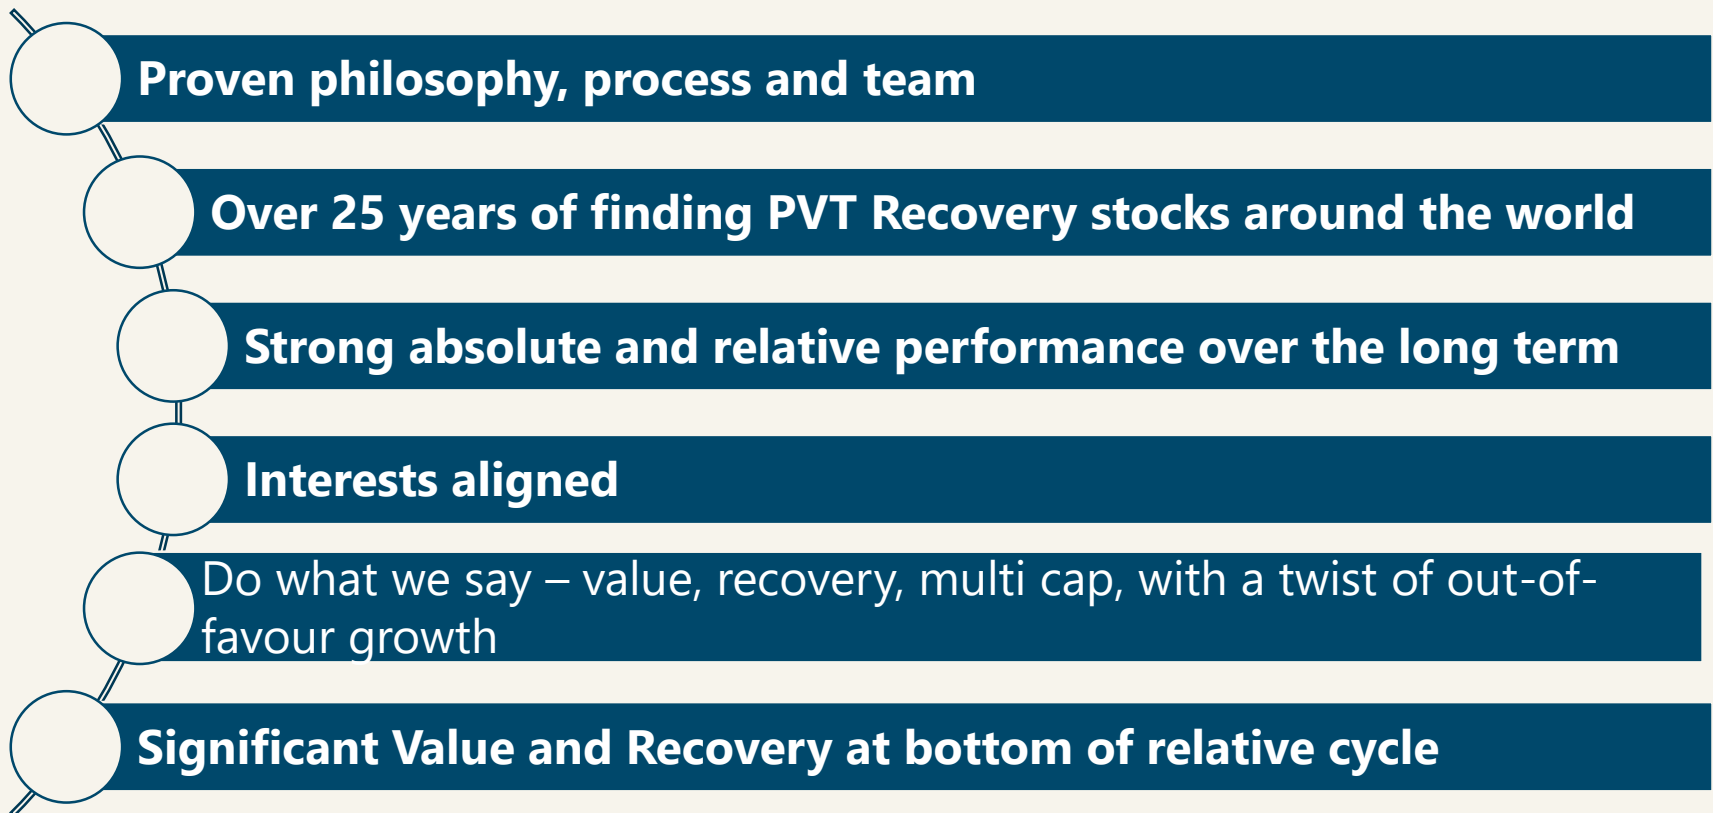 Proven philosophy, process and team
Over 25 years of finding PVT Recovery stocks around the world
Strong absolute and relative performance over the long term
Interests aligned
Do what we say – value, recovery, multi cap, with a twist of out-of-
favour growth
Significant Value and Recovery at bottom of relative cycle